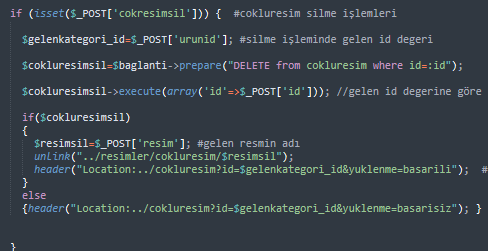 if (isset($_POST['cokresimsil'])) {  #cokluresim silme işlemleri
$gelenkategori_id=$_POST['urunid']; #silme işleminde gelen id degeri
$cokluresimsil=$baglanti->prepare("DELETE from cokluresim where id=:id");
$cokluresimsil->execute(array('id'=>$_POST['id'])); //gelen id degerine göre
if($cokluresimsil)
{
$resimsil=$_POST['resim']; #gelen resmin adı
unlink("../resimler/cokluresim/$resimsil");
header("Location:../cokluresim?id=$gelenkategori_id&yuklenme=basarili");  #
}
else
{header("Location:../cokluresim?id=$gelenkategori_id&yuklenme=basarisiz"); }
}